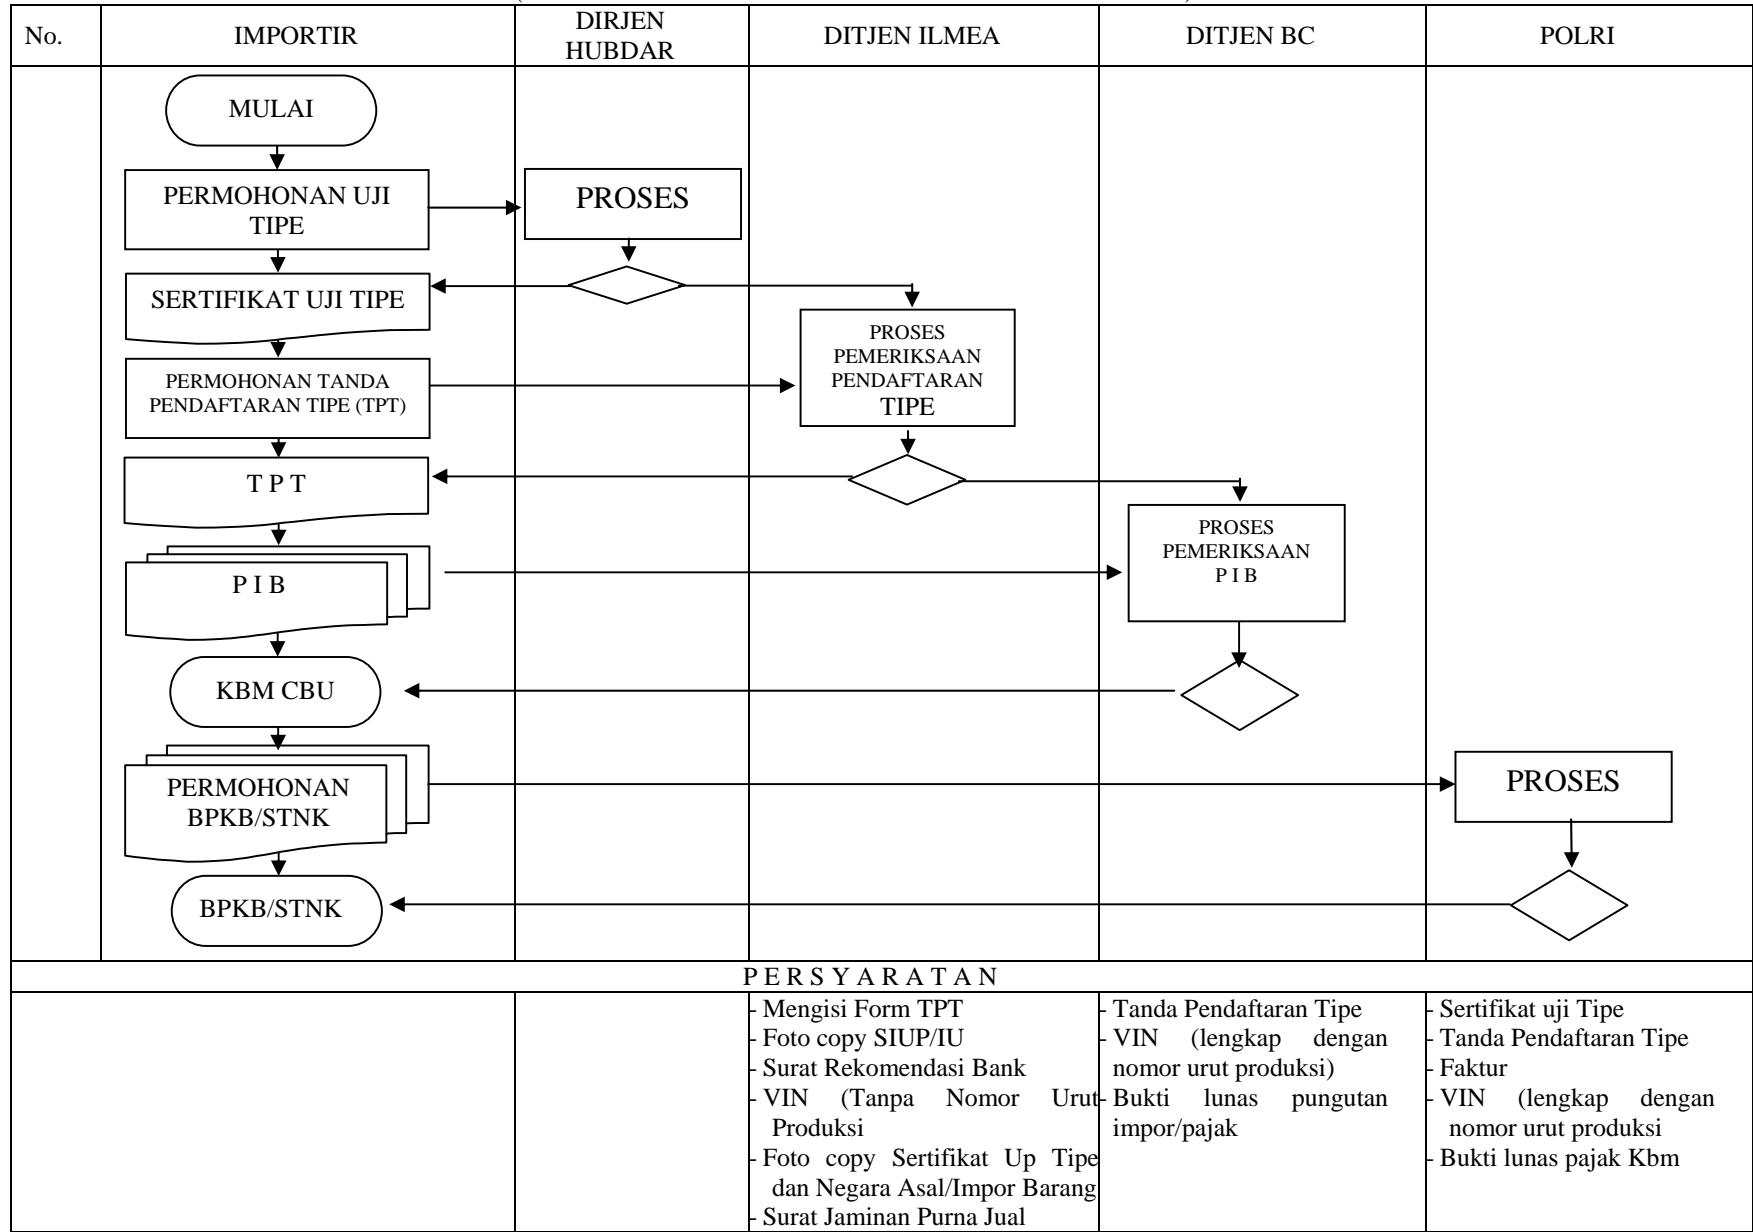 No.
IMPORTIR
DIRJEN
HUBDAR
DITJEN ILMEA
DITJEN BC
POLRI
MULAI
PERMOHONAN UJI
TIPE
PROSES
SERTIFIKAT UJI TIPE
PROSES
PEMERIKSAAN
PENDAFTARAN
TIPE
PERMOHONAN TANDA
PENDAFTARAN TIPE (TPT)
T P T
PROSES
PEMERIKSAAN
P I B
P I B
KBM CBU
PERMOHONAN
BPKB/STNK
PROSES
BPKB/STNK
P E R S Y A R A T A N
- Mengisi Form TPT
- Foto copy SIUP/IU
- Surat Rekomendasi Bank
- VIN (Tanpa Nomor Urut
Produksi
- Foto copy Sertifikat Up Tipe
dan Negara Asal/Impor Barang
- Surat Jaminan Purna Jual
- Tanda Pendaftaran Tipe
- VIN (lengkap dengan
nomor urut produksi)
- Bukti lunas pungutan
impor/pajak
- Sertifikat uji Tipe
- Tanda Pendaftaran Tipe
- Faktur
- VIN (lengkap dengan
nomor urut produksi
- Bukti lunas pajak Kbm